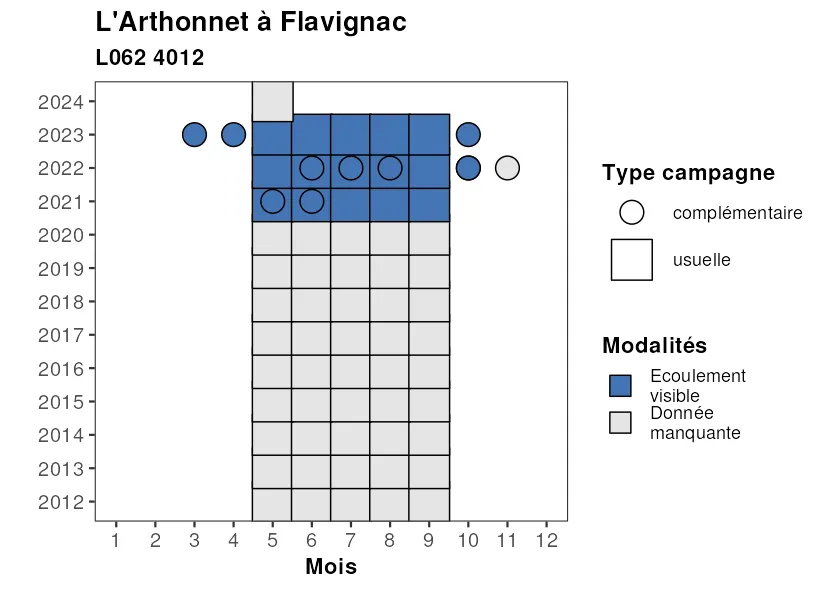 L'Arthonnet à Flavignac
L062 4012
2024
2023
2022
2021
2020
2019
2018
2017
2016
2015
2014
2013
2012
1 2 3 4 5 6 7 8 9 10 11 12
Mois
Type campagne
complémentaire
usuelle
Modalités
Ecoulement
visible
Donnée
manquante